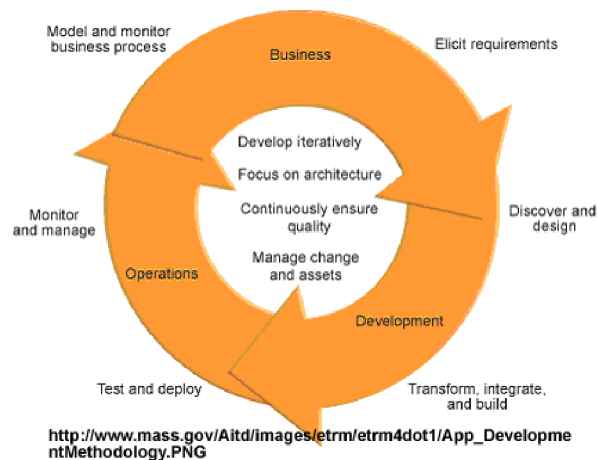 Model and monitor
business process
Business
Elicit requirements
Develop iteratively
Focus on architecture
Continuously ensure
quality
Manage change
and assets
Monitor
and manage
Discover and
design
Operations
Development
Test and deploy
Transform, integrate,
and build
http://www.mass.gov/Aitd/images/etrm/etrm4dot1/App_Developme
ntMethodology.PNG